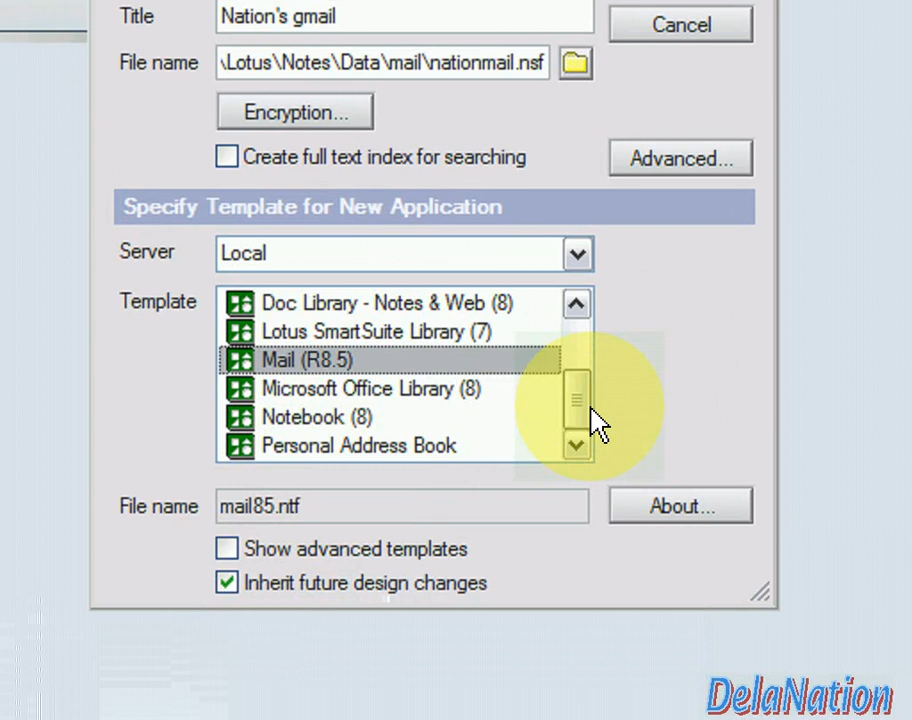 Title Nation's gmail Cancel
File name \Lotus\Notes\Data\mail\nationmail.nsf
Encryption...
Create full text index for searching Advanced...
Specify Template for New Application
Server Local
Template Doc Library - Notes & Web (8)
Lotus SmartSuite Library (7)
Mail (R8.5)
Microsoft Office Library (8)
Notebook (8)
Personal Address Book
File name mail85.ntf About...
Show advanced templates
Inherit future design changes
DelaNation